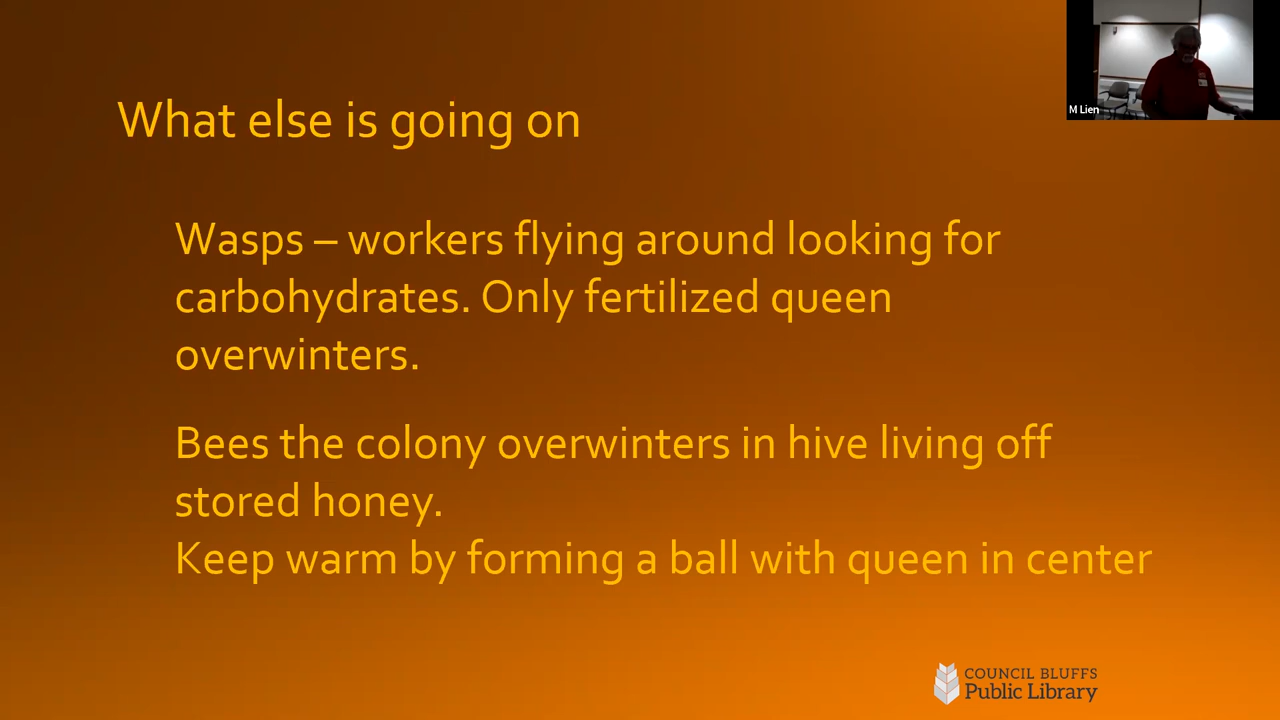 What else is going on
M Lien
Wasps – workers flying around looking for
carbohydrates. Only fertilized queen
overwinters.
Bees the colony overwinters in hive living off
stored honey.
Keep warm by forming a ball with queen in center
COUNCIL BLUFFS
Public Library